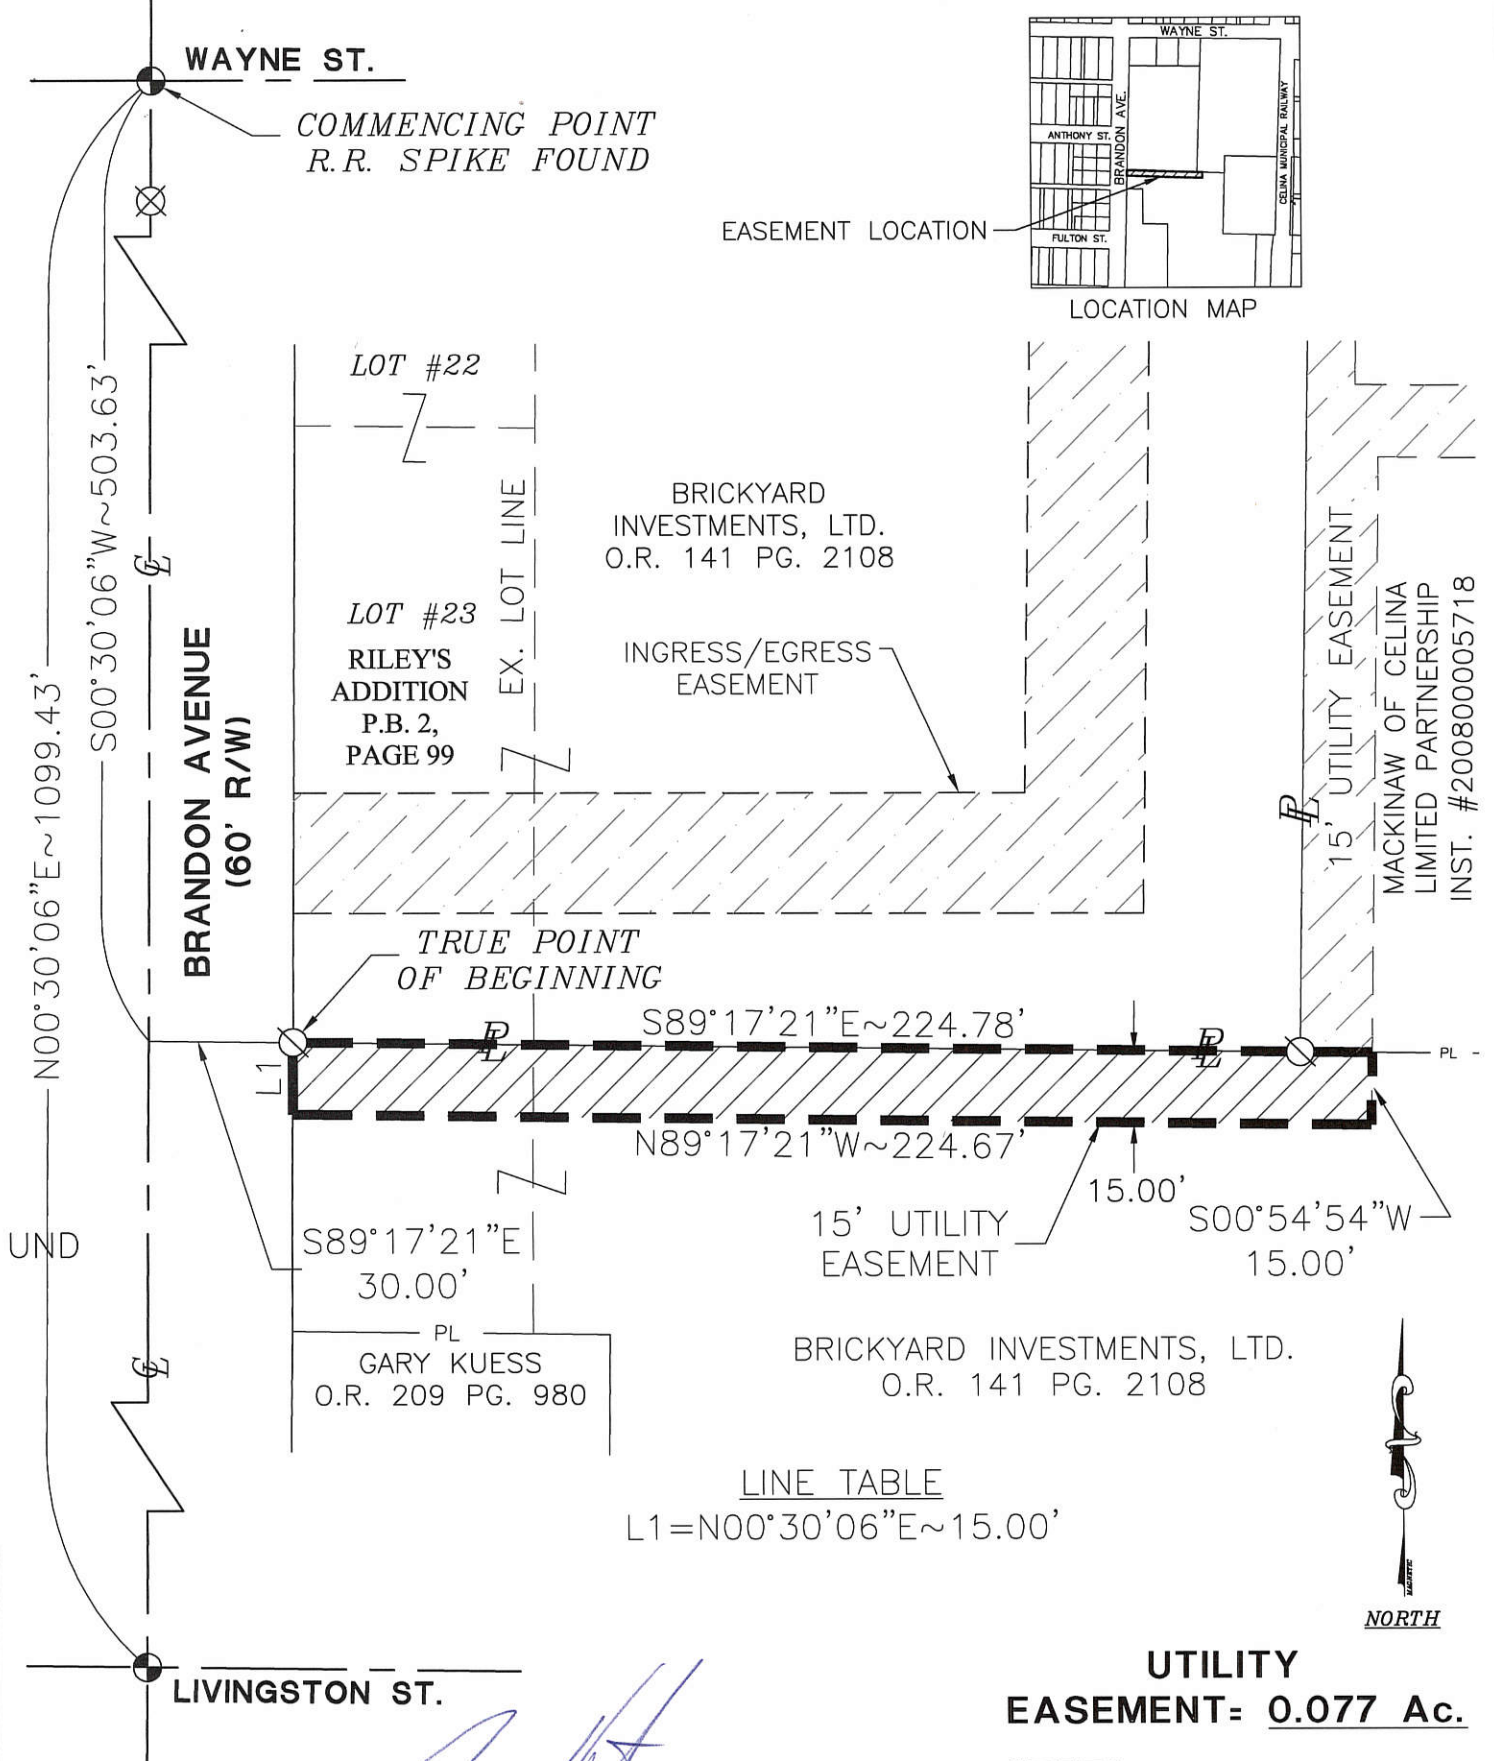 WAYNE ST.
COMMENCING POINT
R.R. SPIKE FOUND
WAYNE ST.
ANTHONY ST.
BRANDON AVE.
CELINA MUNICIPAL RAILWAY
FULTON ST.
EASEMENT LOCATION
LOCATION MAP
N00°30'06"E~1099.43'
S00°30'06"W~503.63'
LOT #22
EX. LOT LINE
BRICKYARD
INVESTMENTS, LTD.
O.R. 141 PG. 2108
LOT #23
RILEY'S
ADDITION
P.B. 2,
PAGE 99
INGRESS/EGRESS
EASEMENT
15' UTILITY EASEMENT
MACKINAW OF CELINA
LIMITED PARTNERSHIP
INST. #200800005718
BRANDON AVENUE
(60' R/W)
CL
PL
TRUE POINT
OF BEGINNING
S89°17'21"E~224.78'
PL
PL
PL
L1
N89°17'21"W~224.67'
15.00'
15' UTILITY
EASEMENT
S00°54'54"W
15.00'
UND
S89°17'21"E
30.00'
PL
GARY KUESS
O.R. 209 PG. 980
CL
BRICKYARD INVESTMENTS, LTD.
O.R. 141 PG. 2108
LINE TABLE
L1=N00°30'06"E~15.00'
MAGNETIC
NORTH
LIVINGSTON ST.
UTILITY
EASEMENT= 0.077 Ac.